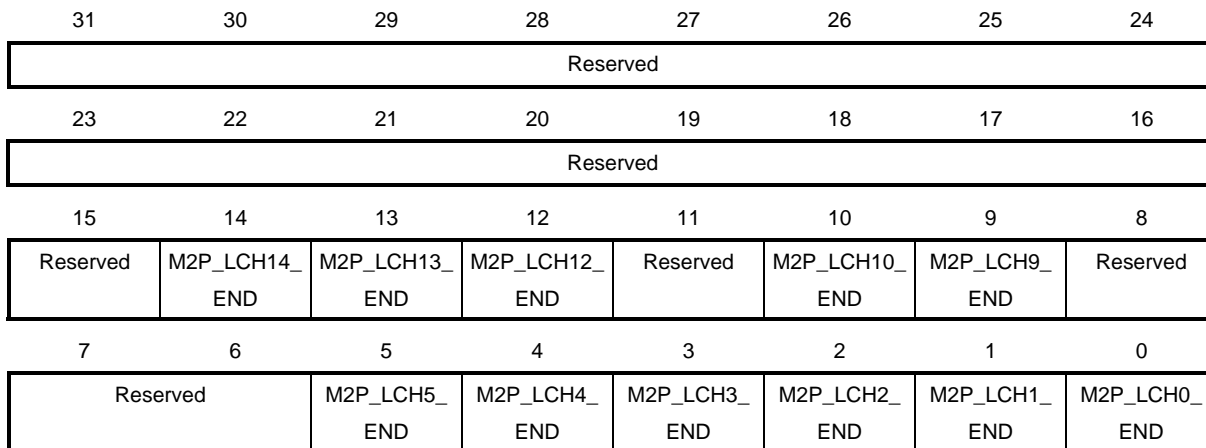 31 30 29 28 27 26 25 24
Reserved
23 22 21 20 19 18 17 16
Reserved
15 14 13 12 11 10 9 8
Reserved M2P_LCH14_ M2P_LCH13_ M2P_LCH12_ Reserved M2P_LCH10_ M2P_LCH9_ Reserved
END END END END END
7 6 5 4 3 2 1 0
Reserved M2P_LCH5_ M2P_LCH4_ M2P_LCH3_ M2P_LCH2_ M2P_LCH1_ M2P_LCH0_
END END END END END END